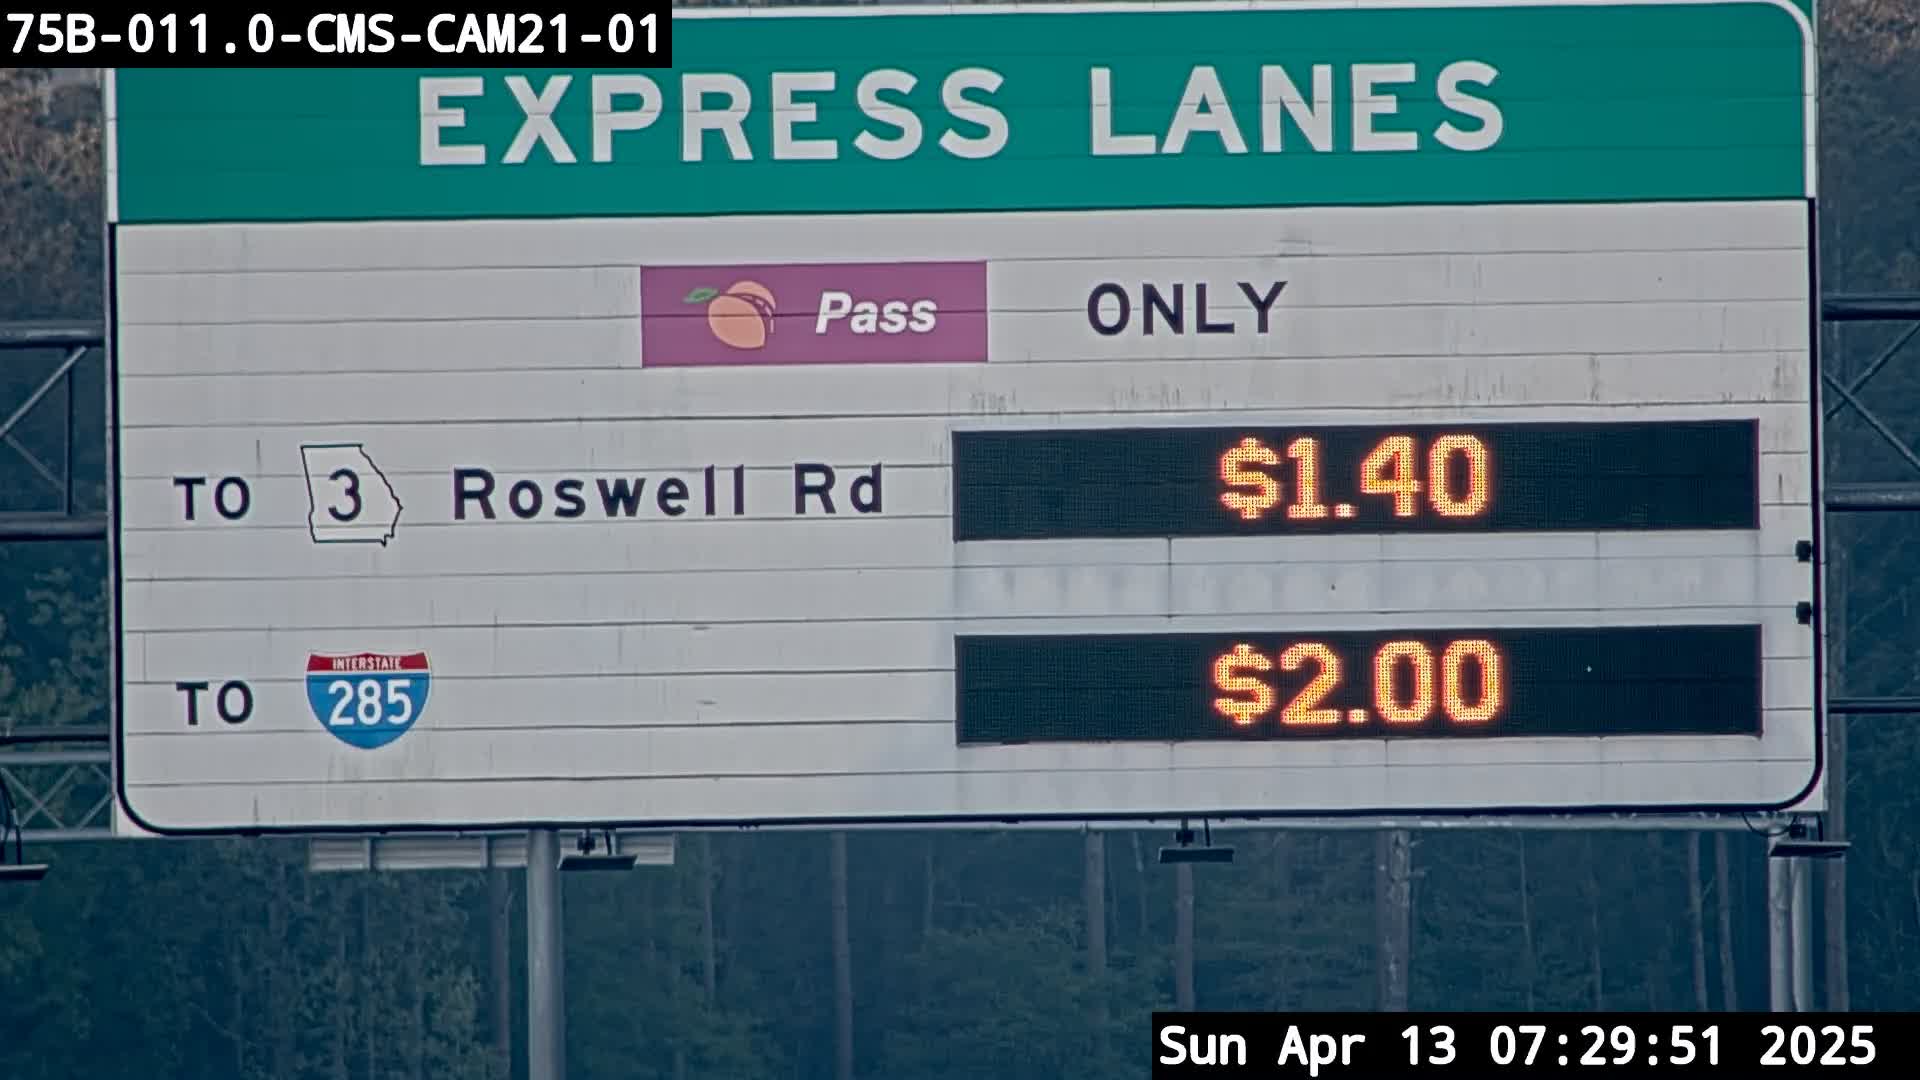 75B-011.0-CMS-CAM21-01
EXPRESS LANES
Pass ONLY
TO 3 Roswell Rd $1.40
TO INTERSTATE 285 $2.00
Sun Apr 13 07:29:51 2025